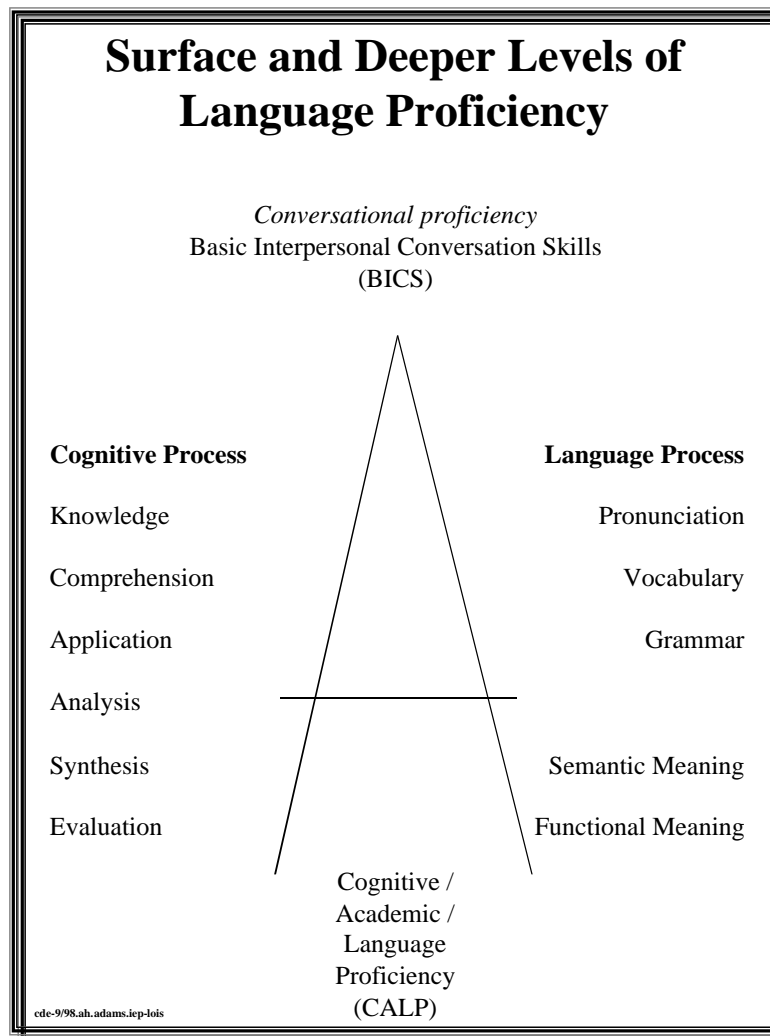 Surface and Deeper Levels of
Language Proficiency
Conversational proficiency
Basic Interpersonal Conversation Skills
(BICS)
Cognitive Process
Language Process
Knowledge
Pronunciation
Comprehension
Vocabulary
Application
Grammar
Analysis
Synthesis
Semantic Meaning
Evaluation
Functional Meaning
Cognitive /
Academic /
Language
Proficiency
(CALP)
cde-9/98.ah.adams.iep-lois